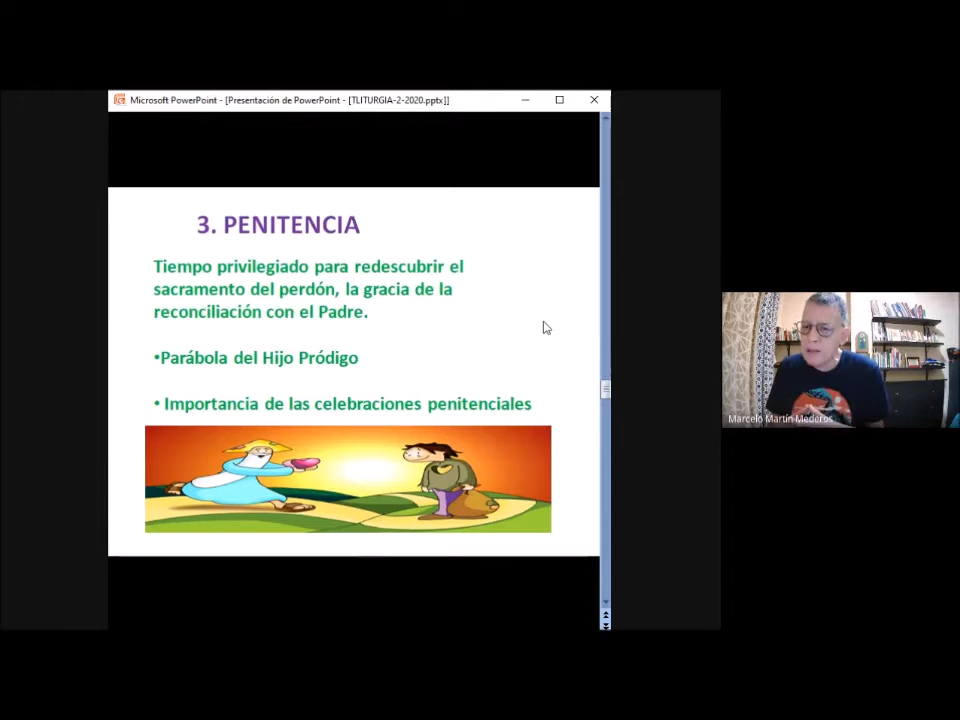 Microsoft PowerPoint - [Presentación de PowerPoint - [TLITURGIA-2-2020.pptx]]
3. PENITENCIA
Tiempo privilegiado para redescubrir el
sacramento del perdón, la gracia de la
reconciliación con el Padre.
•Parábola del Hijo Pródigo
• Importancia de las celebraciones penitenciales
Marcelo Martín Mederos